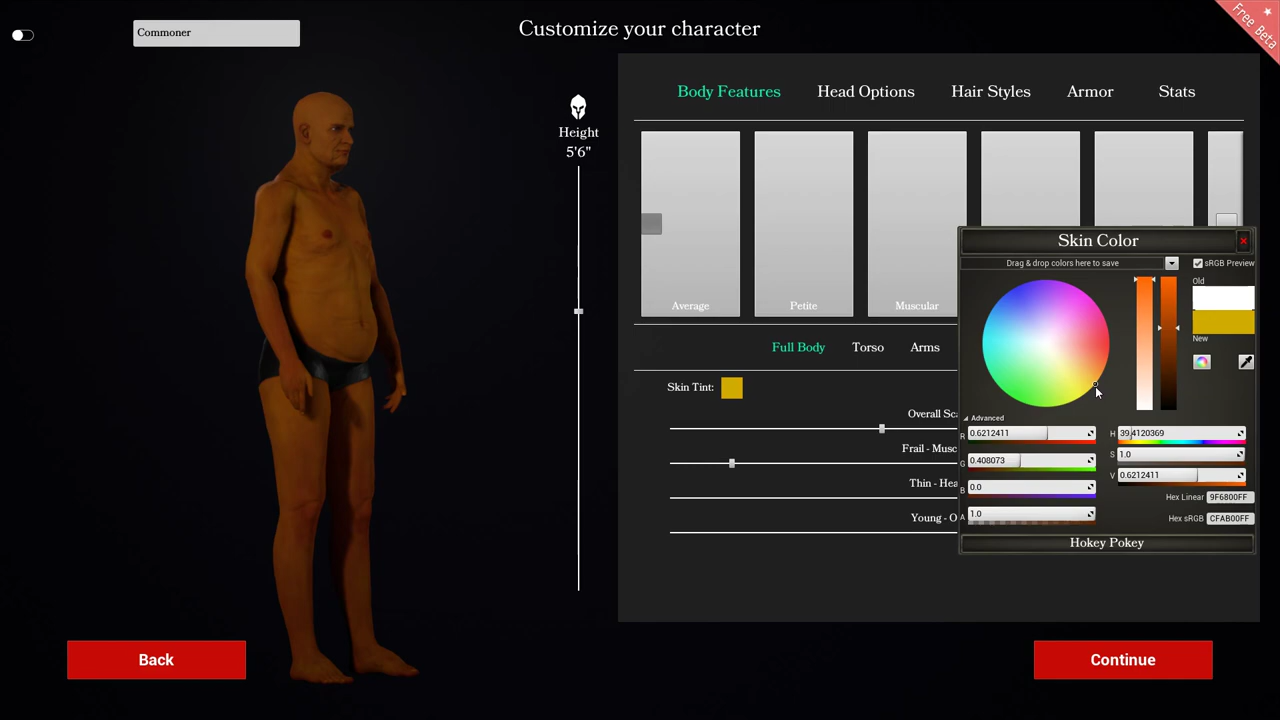 Commoner
Customize your character
Free Beta
Body Features Head Options Hair Styles Armor Stats
Height
5'6"
Average Petite Muscular
Skin Color
Drag & drop colors here to save
sRGB Preview
Old
New
Full Body Torso Arms
Skin Tint:
Overall Sca
Frail - Musc
Thin - Hea
Young - O
Advanced
R 0.6212411 H 39.4120369
G 0.408073 S 1.0
B 0.0 V 0.6212411
Hex Linear 9F6800FF
A 1.0 Hex sRGB CFAB00FF
Hokey Pokey
Back
Continue